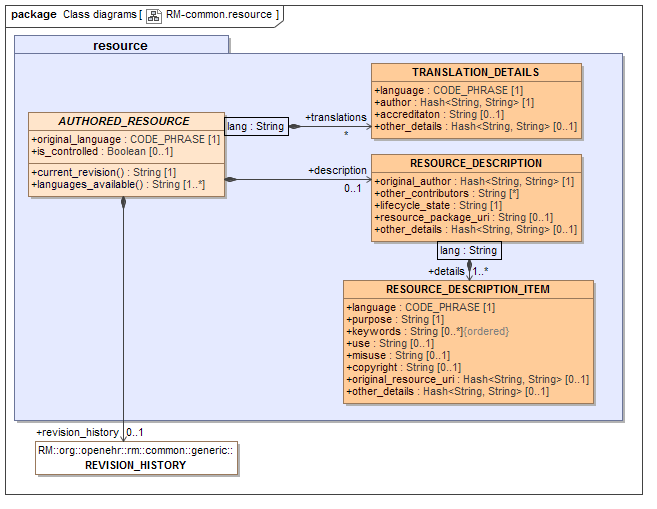 package Class diagrams [ RM-common.resource ]
resource
TRANSLATION_DETAILS
+language : CODE_PHRASE [1]
+author : Hash<String, String> [1]
+accreditaton : String [0..1]
+other_details : Hash<String, String> [0..1]
AUTHORED_RESOURCE
+original_language : CODE_PHRASE [1]
+is_controlled : Boolean [0..1]
+current_revision() : String [1]
+languages_available() : String [1..*]
lang : String
+translations
*
+description
0..1
RESOURCE_DESCRIPTION
+original_author : Hash<String, String> [1]
+other_contributors : String [*]
+lifecycle_state : String [1]
+resource_package_uri : String [0..1]
+other_details : Hash<String, String> [0..1]
lang : String
+details 1..*
RESOURCE_DESCRIPTION_ITEM
+language : CODE_PHRASE [1]
+purpose : String [1]
+keywords : String [0..*]{ordered}
+use : String [0..1]
+misuse : String [0..1]
+copyright : String [0..1]
+original_resource_uri : Hash<String, String> [0..1]
+other_details : Hash<String, String> [0..1]
+revision_history 0..1
RM::org::openehr::rm::common::generic::
REVISION_HISTORY